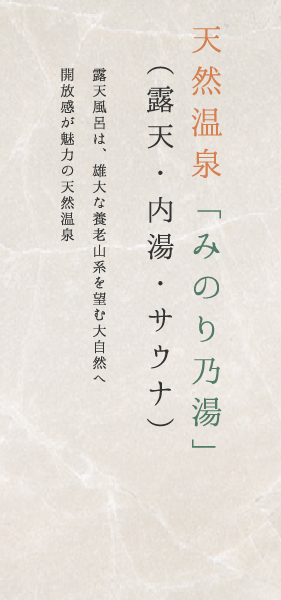 天然温泉「みのり乃湯」
(露天・内湯・サウナ)
露天風呂は、雄大な養老山系を望む大自然へ
開放感が魅力の天然温泉